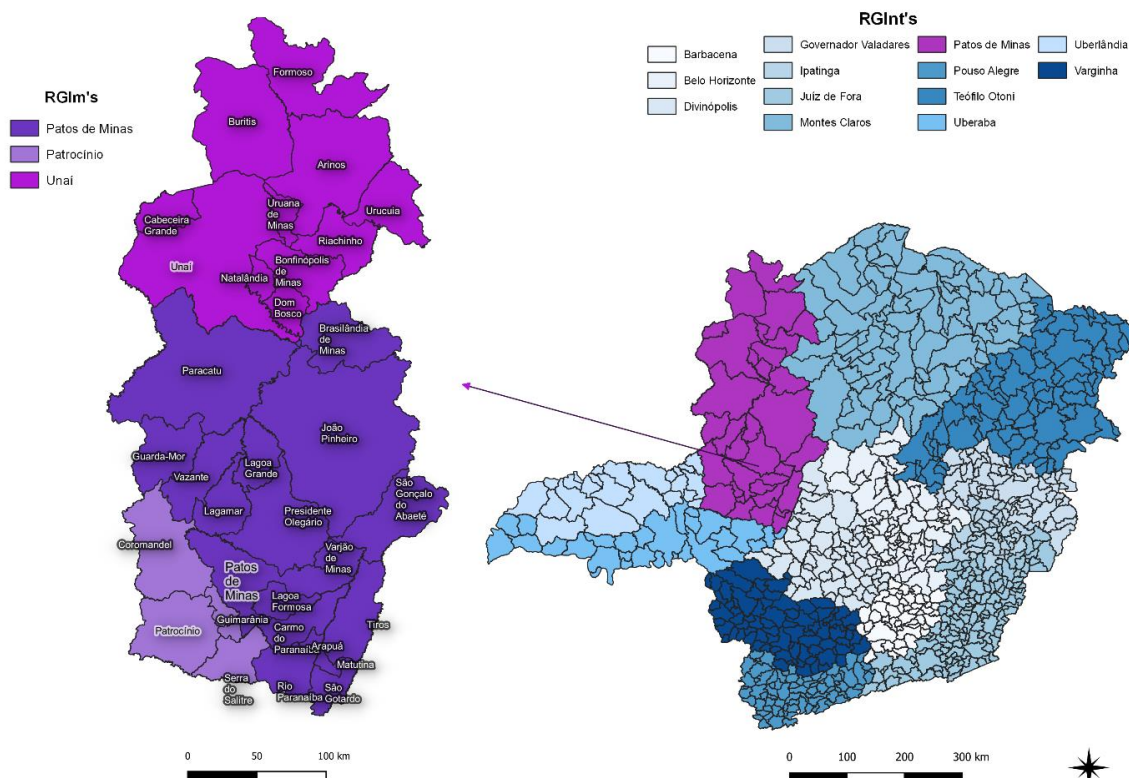 RGIm's
Patos de Minas
Patrocínio
Unaí
Formoso
Buritis
Arinos
Uruana
de
Minas
Urucuia
Cabeceira
Grande
Riachinho
Unaí
Natalândia
Bonfinópolis
de
Minas
Dom
Bosco
Brasilândia
de
Minas
Paracatu
João
Pinheiro
Guarda-Mor
Vazante
Lagoa
Grande
São
Gonçalo
do
Abaeté
Lagamar
Presidente
Olegário
Coromandel
Varjão
de
Minas
Patos
de
Minas
Lagoa
Formosa
Guimarânia
Tiros
Patrocínio
Carmo
do
Paranaíba
Arapuá
Matutina
Serra
do
Salitre
Rio
Paranaíba
São
Gotardo
0 50 100 km
RGInt's
Barbacena
Belo Horizonte
Divinópolis
Governador Valadares
Ipatinga
Juíz de Fora
Montes Claros
Patos de Minas
Pouso Alegre
Teófilo Otoni
Uberaba
Uberlândia
Varginha
0 100 200 300 km